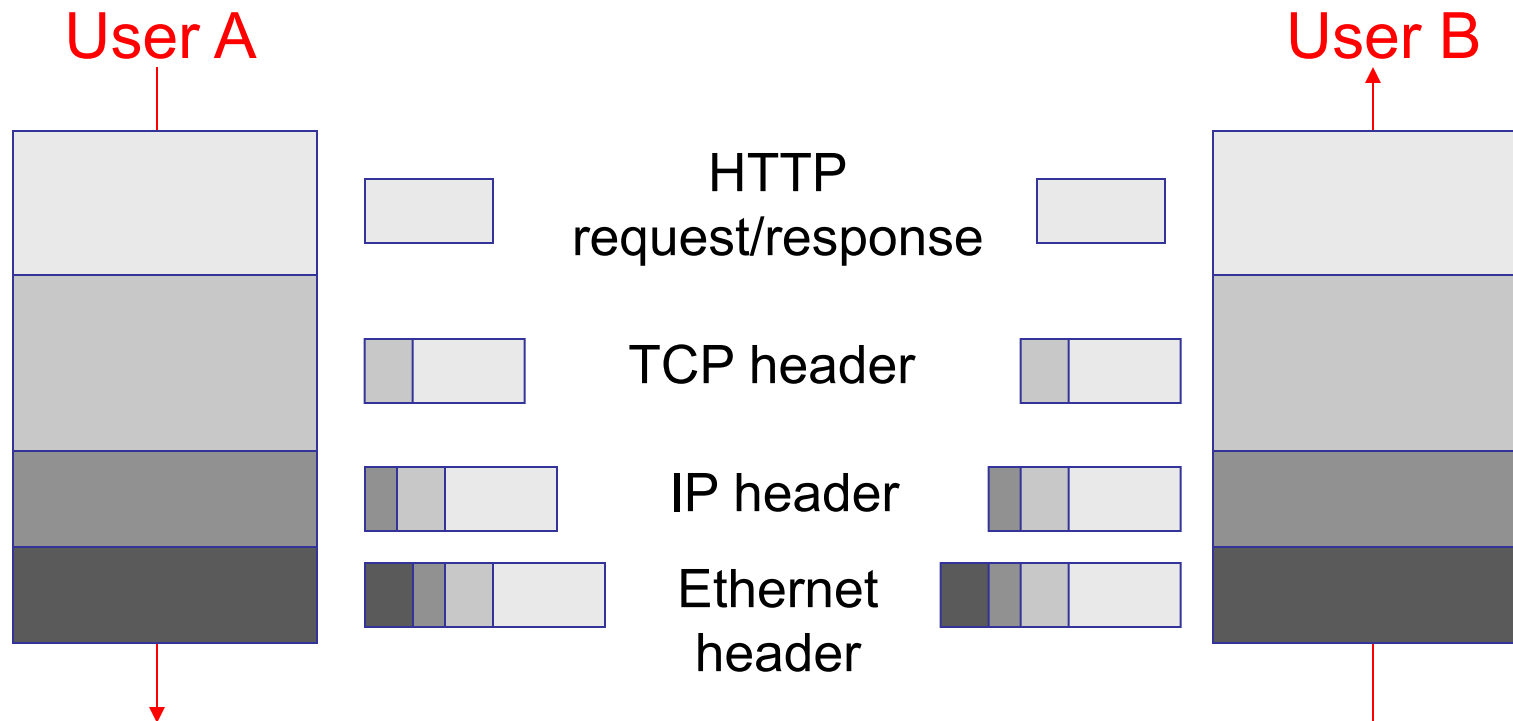 User A
User B
HTTP
request/response
TCP header
IP header
Ethernet
header